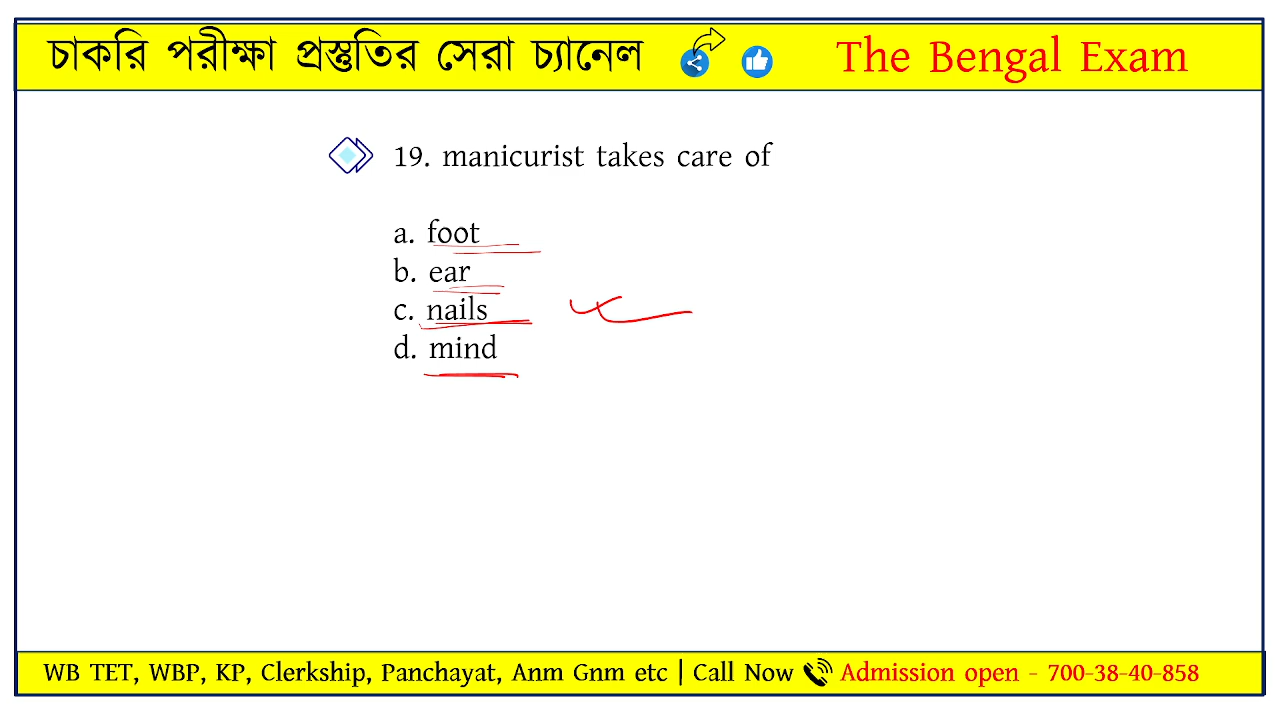 চাকরি পরীক্ষা প্রস্তুতির সেরা চ্যানেল The Bengal Exam
19. manicurist takes care of
a. foot
b. ear
c. nails
d. mind
WB TET, WBP, KP, Clerkship, Panchayat, Anm Gnm etc | Call Now Admission open - 700-38-40-858